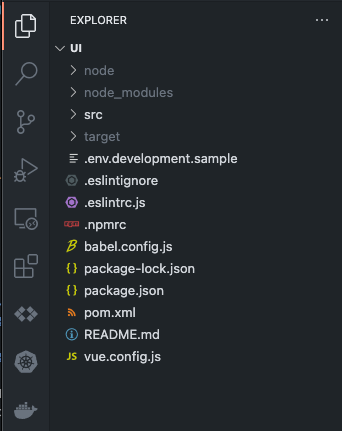 EXPLORER
UI
node
node_modules
src
target
.env.development.sample
.eslintignore
.eslintrc.js
.npmrc
babel.config.js
package-lock.json
package.json
pom.xml
README.md
JS vue.config.js